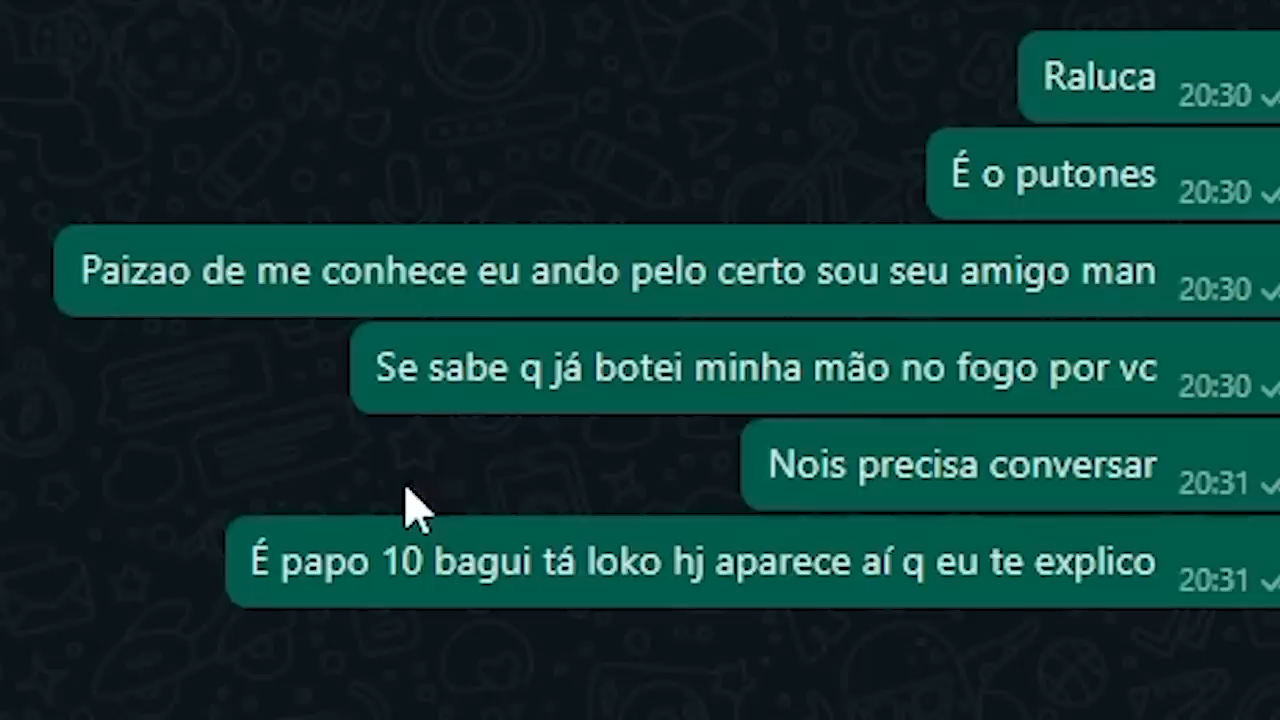 Raluca 20:30
É o putones 20:30
Paizao de me conhece eu ando pelo certo sou seu amigo man 20:30
Se sabe q já botei minha mão no fogo por vc 20:30
Nois precisa conversar 20:31
É papo 10 bagui tá loko hj aparece aí q eu te explico 20:31